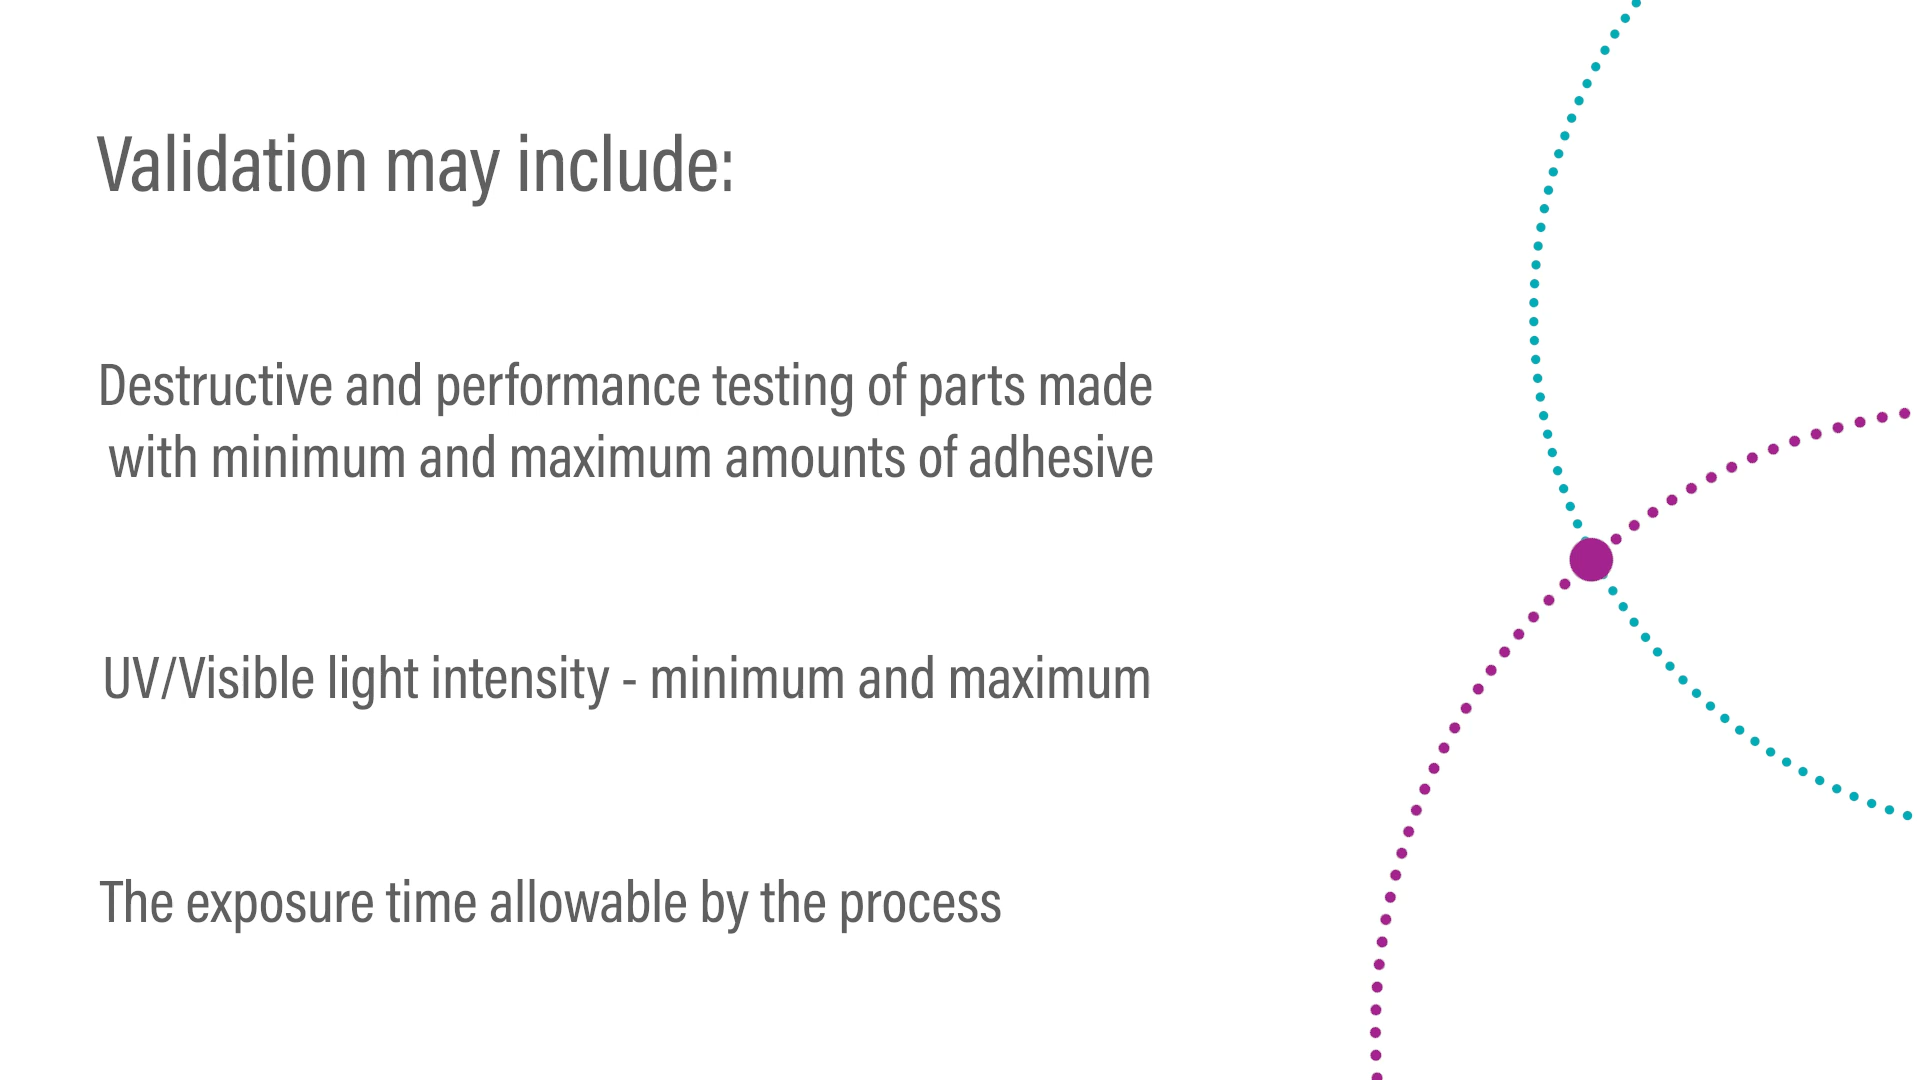 Validation may include:
Destructive and performance testing of parts made
with minimum and maximum amounts of adhesive
UV/Visible light intensity - minimum and maximum
The exposure time allowable by the process